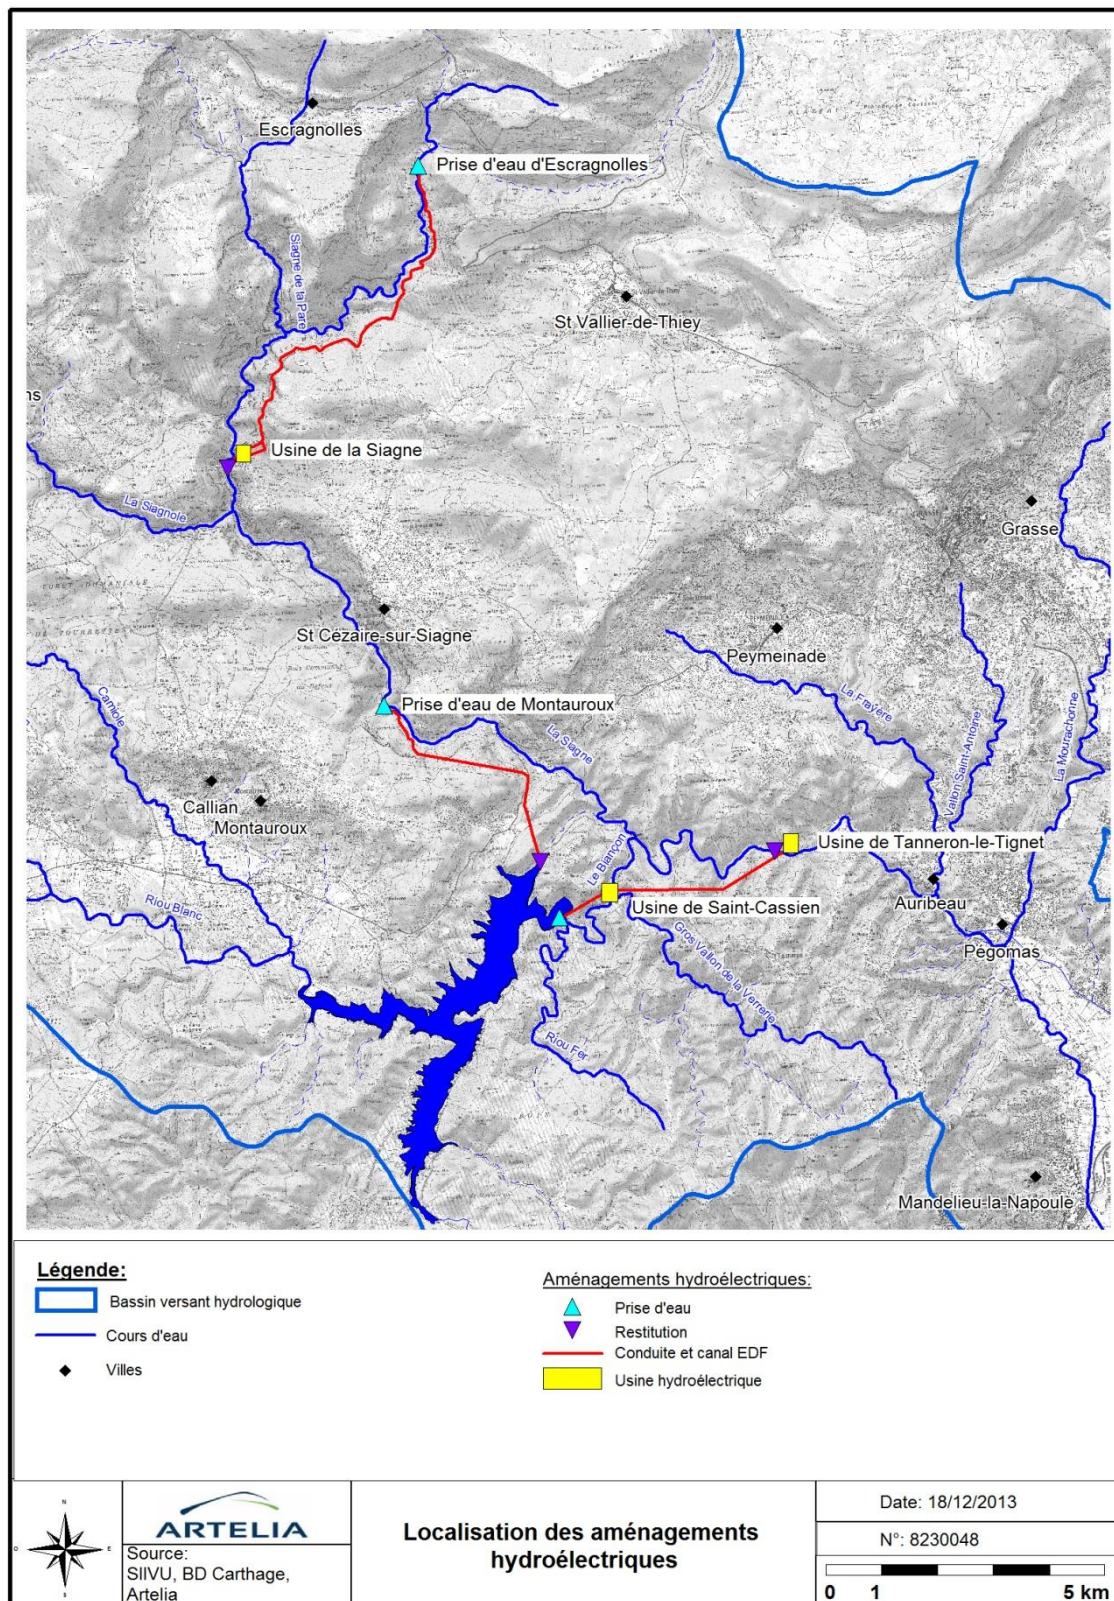 Escragnolles
Prise d'eau d'Escragnolles
Siagne de la Pare
St Vallier-de-Thiey
ns
Usine de la Siagne
La Siagnole
Grasse
St Cézaire-sur-Siagne
Peymeinade
Camiole
Prise d'eau de Montauroux
La Frayère
Vallon Saint-Antoine
La Mourachonne
La Siagne
Callian
Montauroux
Usine de Tanneron-le-Tignet
Le Biançon
Usine de Saint-Cassien
Auribeau
Riou Blanc
Pégomas
Gros Vallon de la Verrerie
Riou Fer
Mandelieu-la-Napoule
Légende:
Bassin versant hydrologique
Cours d'eau
Villes
Aménagements hydroélectriques:
Prise d'eau
Restitution
Conduite et canal EDF
Usine hydroélectrique
N
O
E
S
ARTELIA
Source:
SIIVU, BD Carthage,
Artelia
Localisation des aménagements
hydroélectriques
Date: 18/12/2013
N°: 8230048
0 1 5 km